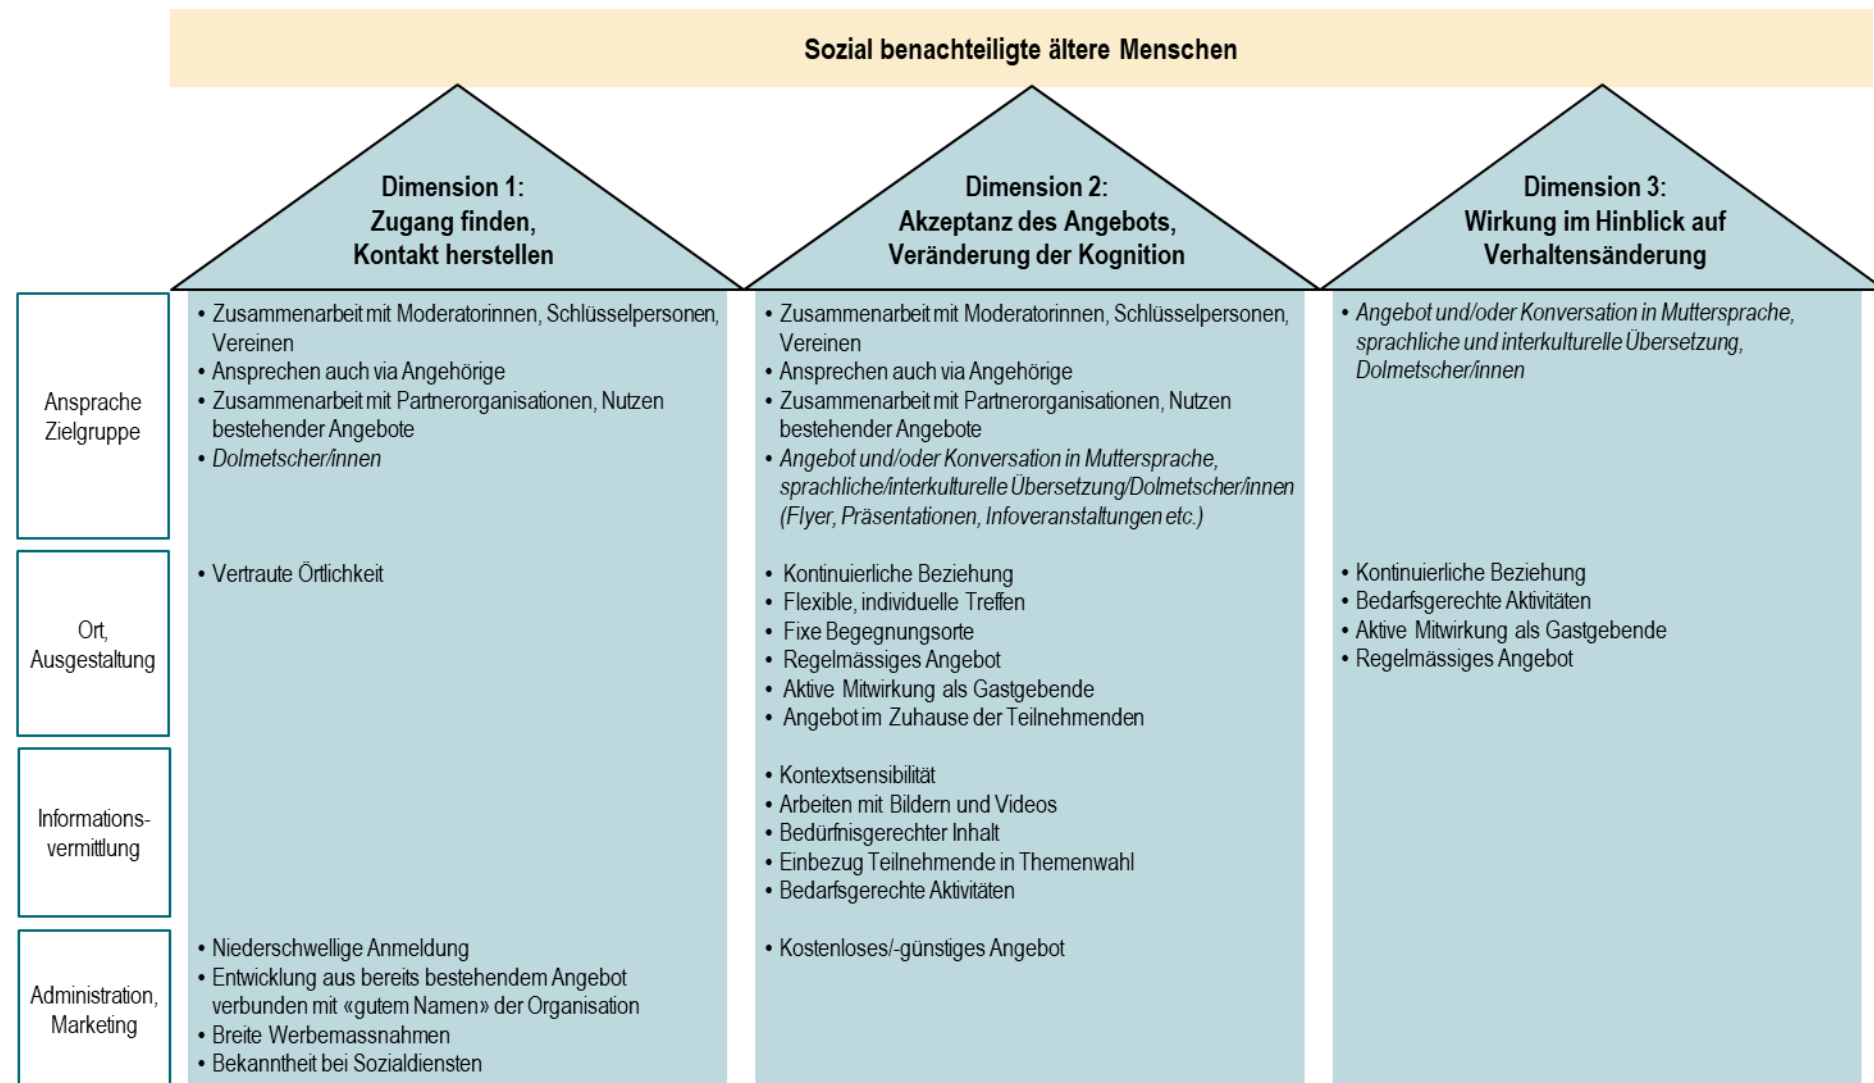 Sozial benachteiligte ältere Menschen
Dimension 1:
Zugang finden,
Kontakt herstellen
Dimension 2:
Akzeptanz des Angebots,
Veränderung der Kognition
Dimension 3:
Wirkung im Hinblick auf
Verhaltensänderung
Ansprache
Zielgruppe
• Zusammenarbeit mit Moderatorinnen, Schlüsselpersonen,
Vereinen
• Ansprechen auch via Angehörige
• Zusammenarbeit mit Partnerorganisationen, Nutzen
bestehender Angebote
• Dolmetscher/innen
• Zusammenarbeit mit Moderatorinnen, Schlüsselpersonen,
Vereinen
• Ansprechen auch via Angehörige
• Zusammenarbeit mit Partnerorganisationen, Nutzen
bestehender Angebote
• Angebot und/oder Konversation in Muttersprache,
sprachliche/interkulturelle Übersetzung/Dolmetscher/innen
(Flyer, Präsentationen, Infoveranstaltungen etc.)
• Angebot und/oder Konversation in Muttersprache,
sprachliche und interkulturelle Übersetzung,
Dolmetscher/innen
Ort,
Ausgestaltung
• Vertraute Örtlichkeit
• Kontinuierliche Beziehung
• Flexible, individuelle Treffen
• Fixe Begegnungsorte
• Regelmässiges Angebot
• Aktive Mitwirkung als Gastgebende
• Angebot im Zuhause der Teilnehmenden
• Kontinuierliche Beziehung
• Bedarfsgerechte Aktivitäten
• Aktive Mitwirkung als Gastgebende
• Regelmässiges Angebot
Informations-
vermittlung
• Kontextsensibilität
• Arbeiten mit Bildern und Videos
• Bedürfnisgerechter Inhalt
• Einbezug Teilnehmende in Themenwahl
• Bedarfsgerechte Aktivitäten
Administration,
Marketing
• Niederschwellige Anmeldung
• Entwicklung aus bereits bestehendem Angebot
verbunden mit «gutem Namen» der Organisation
• Breite Werbemassnahmen
• Bekanntheit bei Sozialdiensten
• Kostenloses/-günstiges Angebot